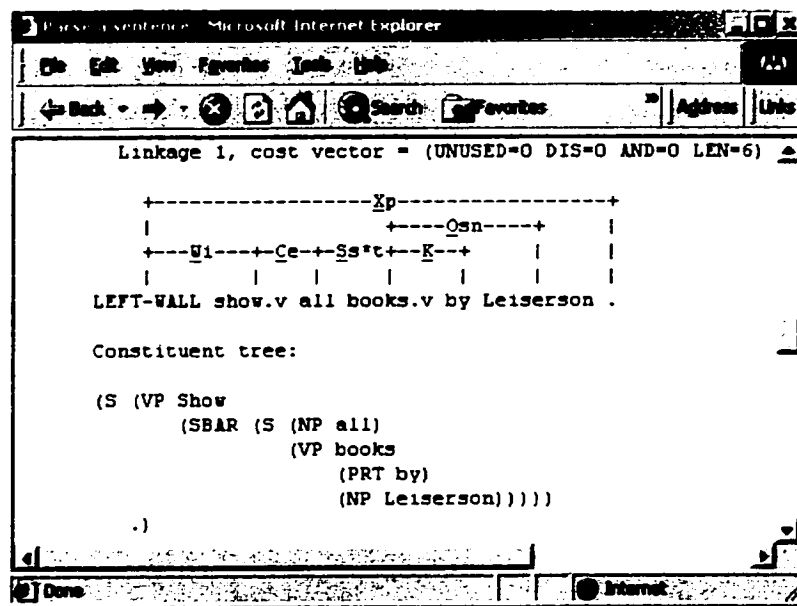 Parse a sentence - Microsoft Internet Explorer
File Edit View Favorites Tools Help
Back Search Favorites » Address Links
Linkage 1, cost vector = (UNUSED=0 DIS=0 AND=0 LEN=6)
+-------------------Xp------------------+
|                   +-----Osn-----+     |
+---Wi---+-Ce-+-Ss*t+--K--+      |     |
|        |    |     |     |      |     |
LEFT-WALL show.v all books.v by Leiserson .
Constituent tree:
(S (VP Show
(SBAR (S (NP all)
(VP books
(PRT by)
(NP Leiserson)))))
.)
Done Internet